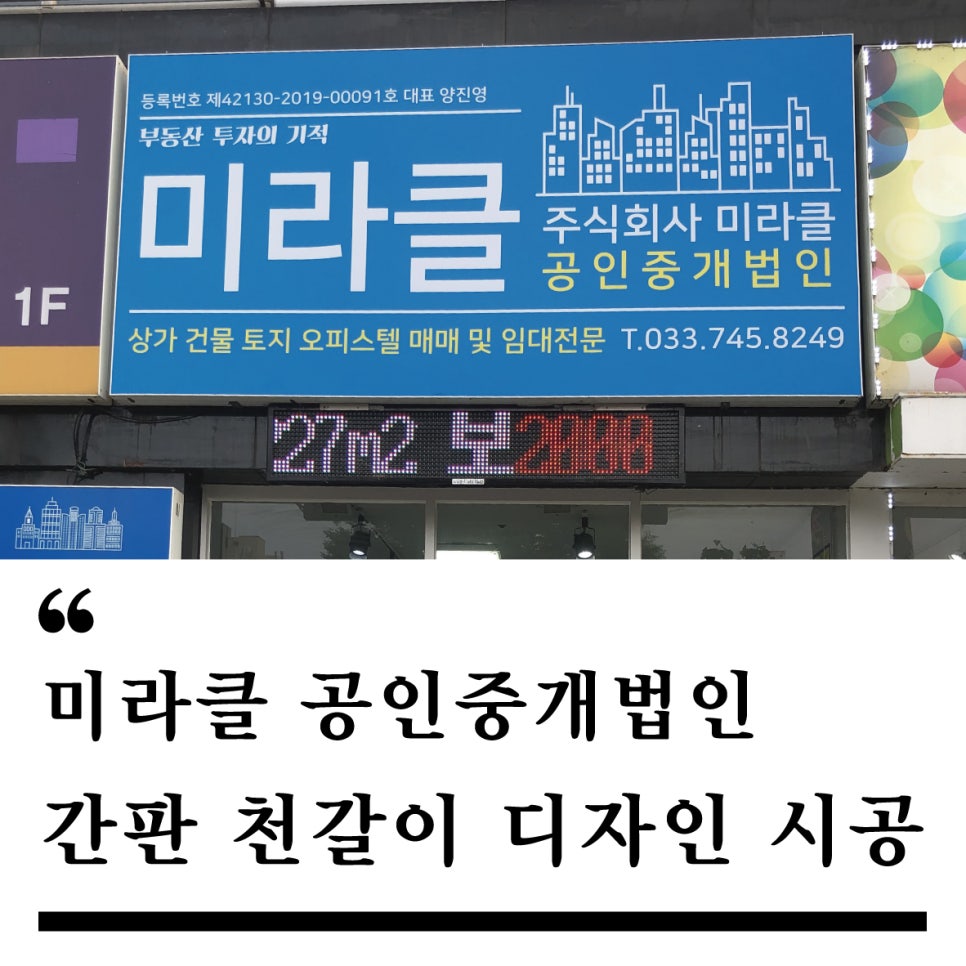 등록번호 제42130-2019-00091호 대표 양진영
부동산 투자의 기적
미라클
주식회사 미라클
공인중개법인
상가 건물 토지 오피스텔 매매 및 임대전문 T.033.745.8249
1F
27m2 보2000
“
미라클 공인중개법인
간판 천갈이 디자인 시공